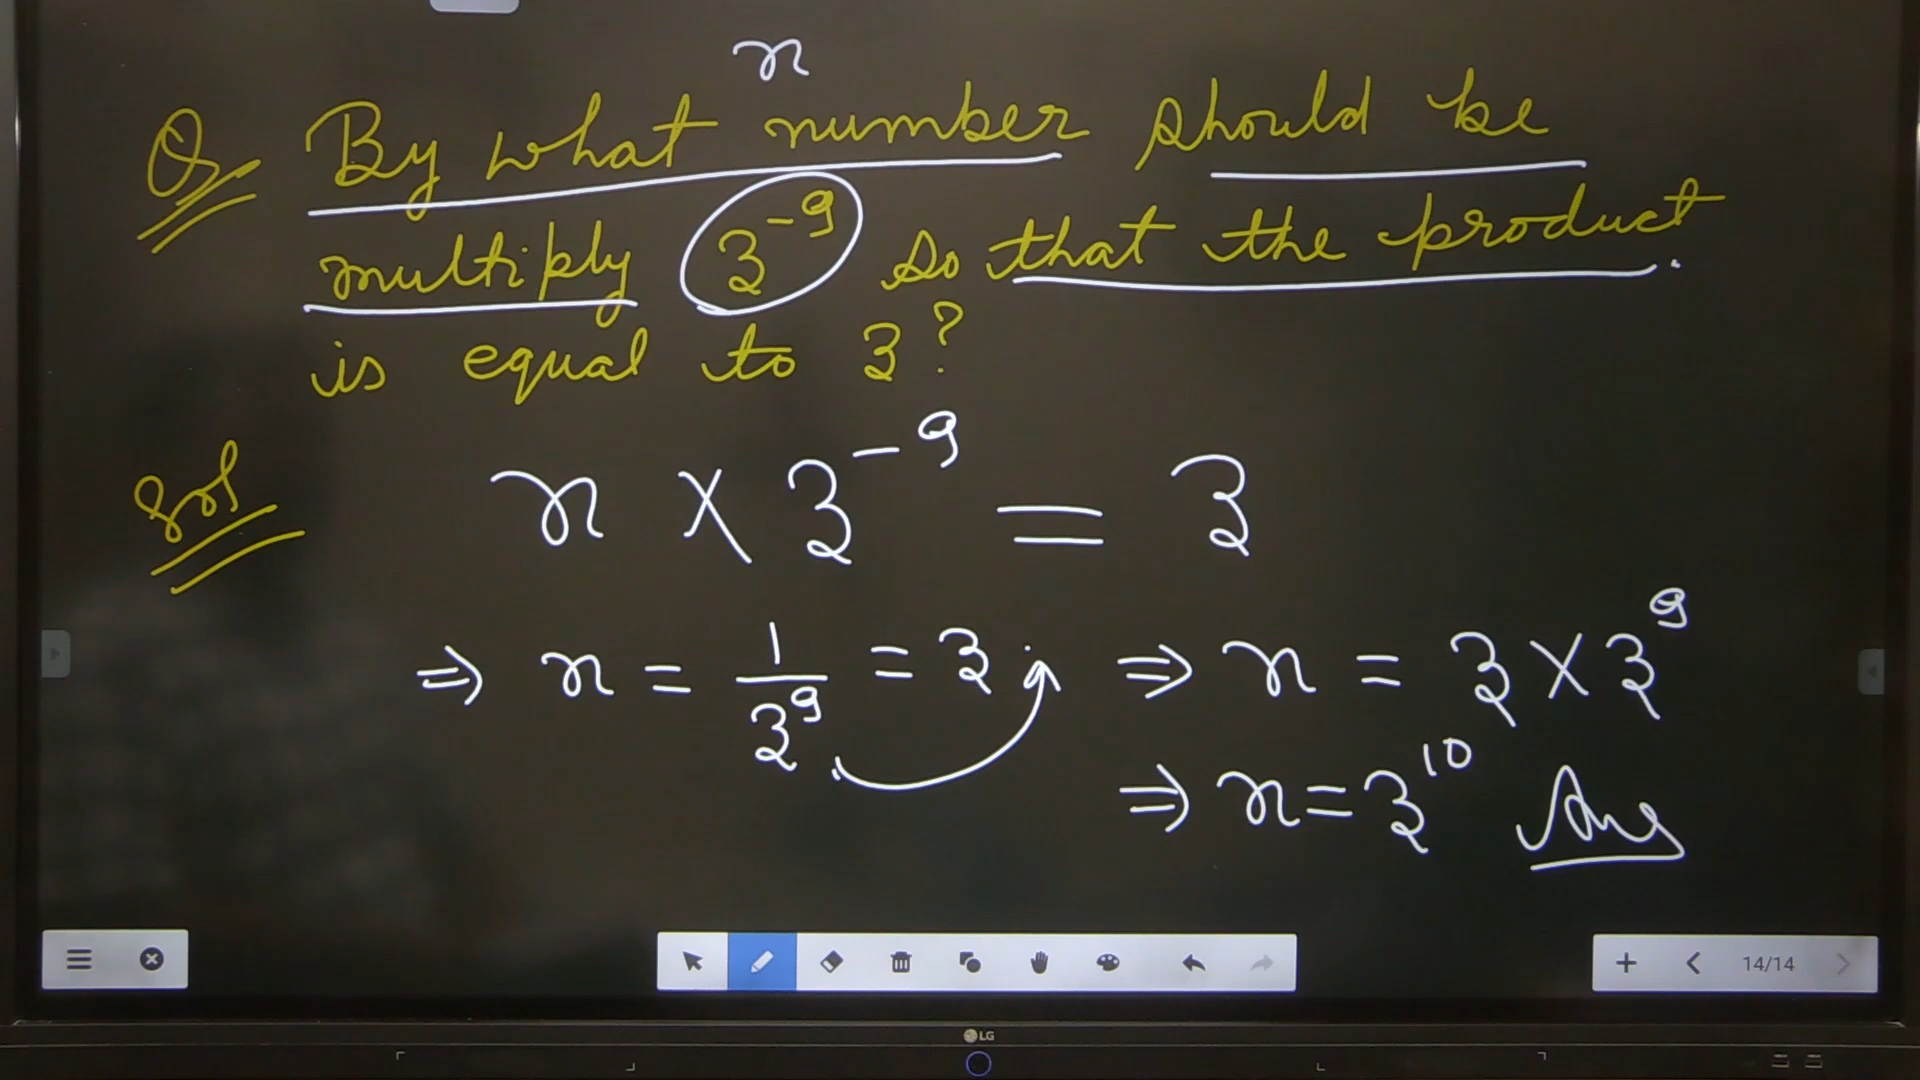 n
Q By what number should be
multiply 3^-9 so that the product
is equal to 3?
Sol n × 3^-9 = 3
⇒ n = 1/3^9 = 3 ⇒ n = 3 × 3^9
⇒ n = 3^10 Ans
14/14
LG